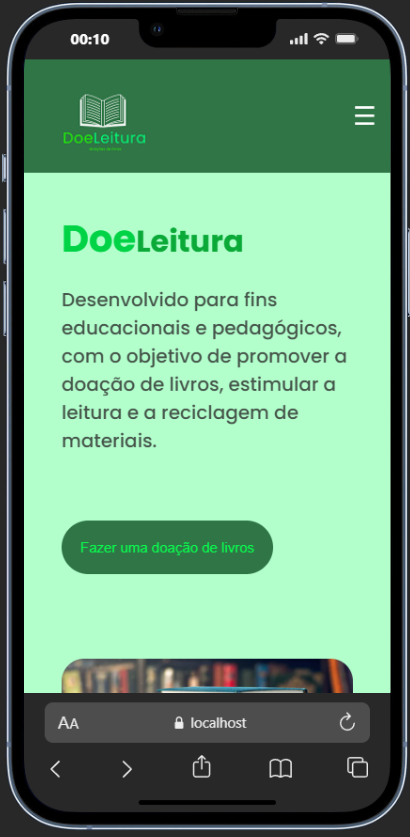 00:10
DoeLeitura
DoeLeitura
Desenvolvido para fins
educacionais e pedagógicos,
com o objetivo de promover a
doação de livros, estimular a
leitura e a reciclagem de
materiais.
Fazer uma doação de livros
AA
localhost